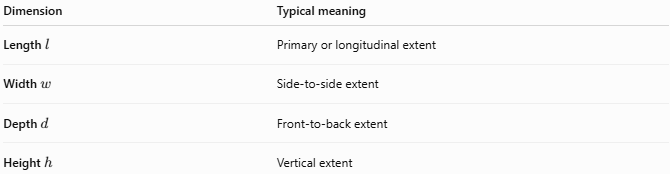 Dimension Typical meaning
Length l Primary or longitudinal extent
Width w Side-to-side extent
Depth d Front-to-back extent
Height h Vertical extent